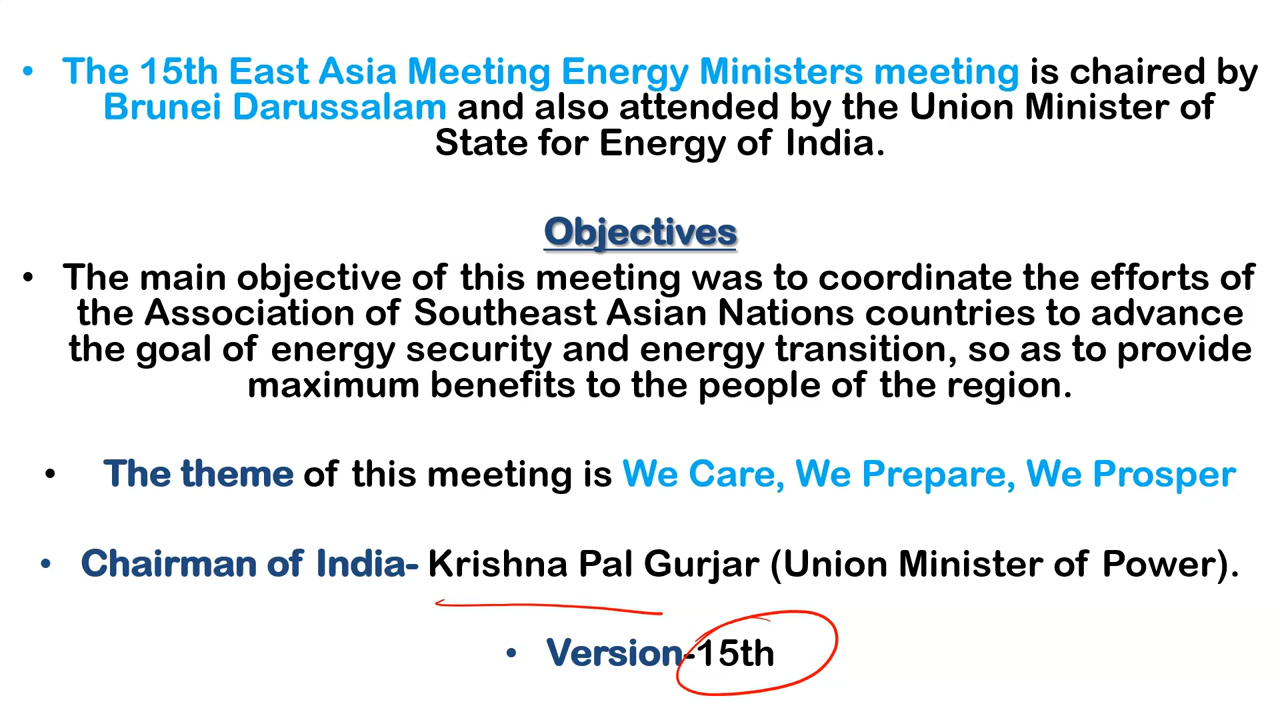 • The 15th East Asia Meeting Energy Ministers meeting is chaired by
Brunei Darussalam and also attended by the Union Minister of
State for Energy of India.
Objectives
• The main objective of this meeting was to coordinate the efforts of
the Association of Southeast Asian Nations countries to advance
the goal of energy security and energy transition, so as to provide
maximum benefits to the people of the region.
• The theme of this meeting is We Care, We Prepare, We Prosper
• Chairman of India- Krishna Pal Gurjar (Union Minister of Power).
• Version-15th